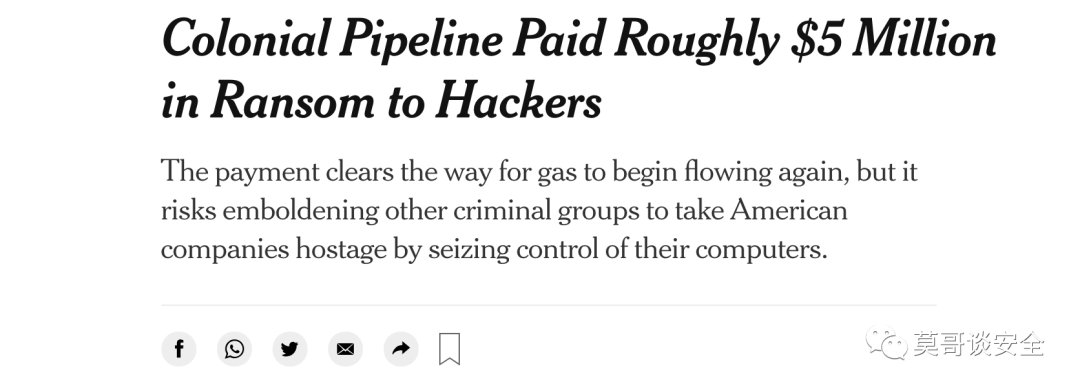 Colonial Pipeline Paid Roughly $5 Million
in Ransom to Hackers
The payment clears the way for gas to begin flowing again, but it
risks emboldening other criminal groups to take American
companies hostage by seizing control of their computers.
莫哥谈安全